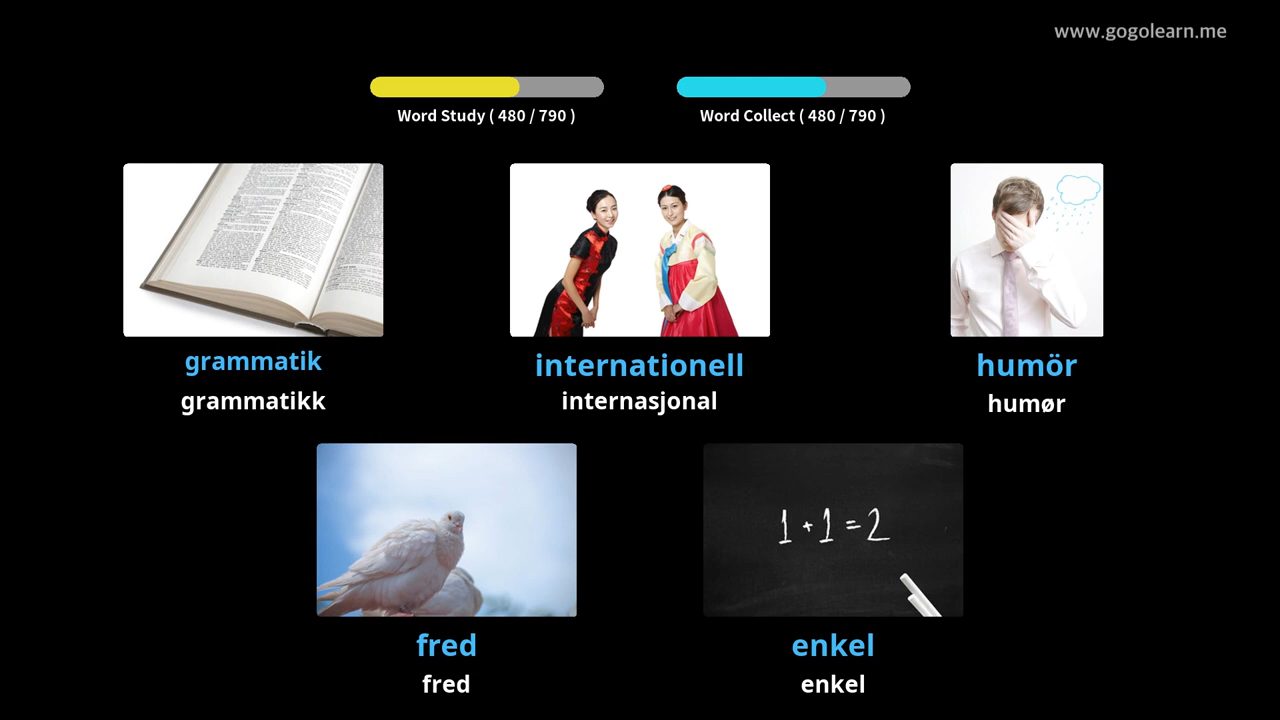 www.gogolearn.me
Word Study ( 480 / 790 )
Word Collect ( 480 / 790 )
grammatik
grammatikk
internationell
internasjonal
humör
humør
1 + 1 = 2
fred
fred
enkel
enkel